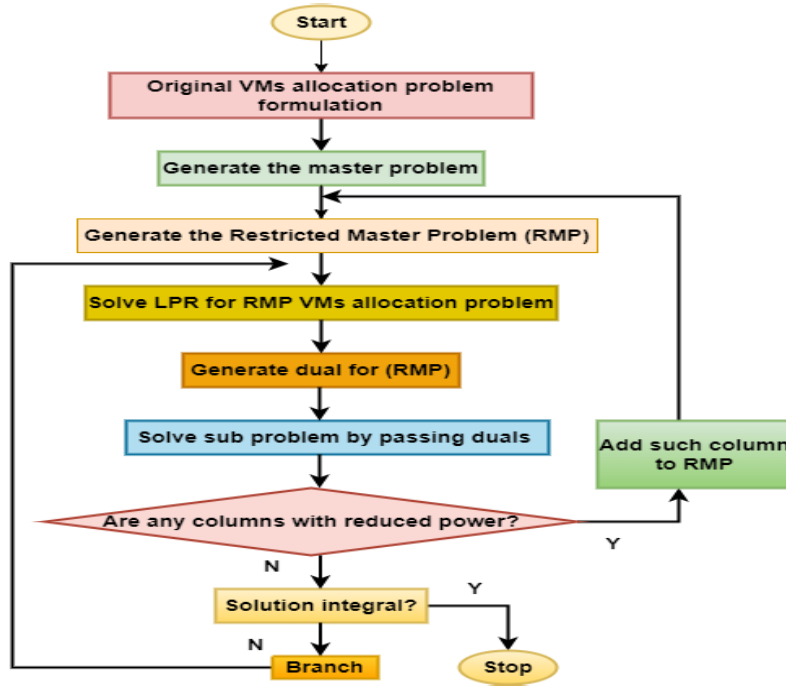 Start
Original VMs allocation problem
formulation
Generate the master problem
Generate the Restricted Master Problem (RMP)
Solve LPR for RMP VMs allocation problem
Generate dual for (RMP)
Solve sub problem by passing duals
Add such column
to RMP
Are any columns with reduced power?
Y
N
Solution integral?
Y
N
Branch
Stop